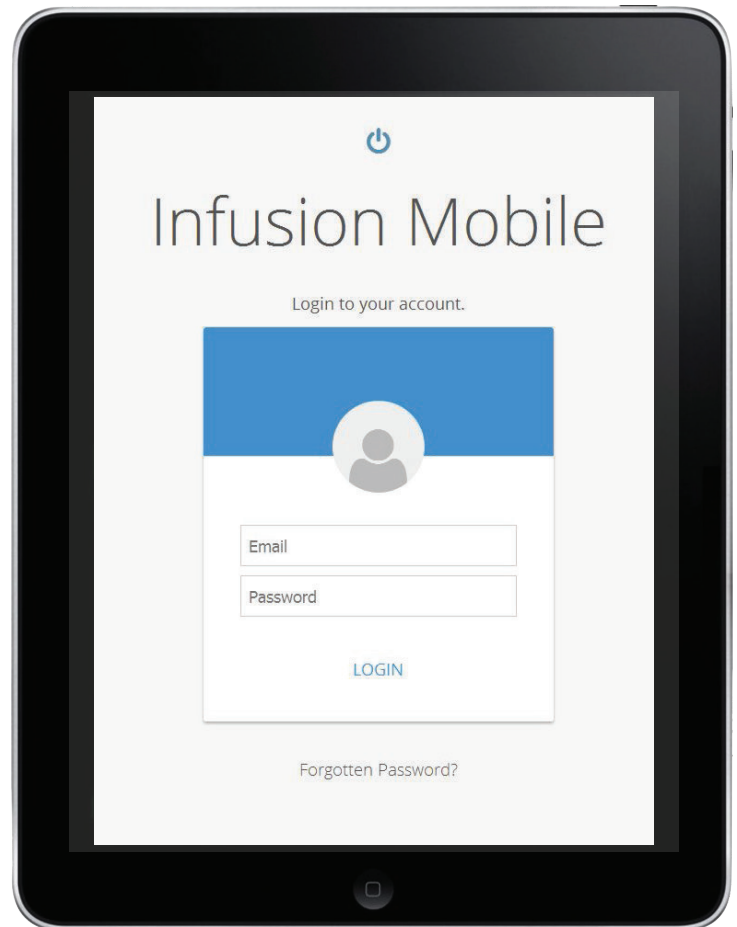 Infusion Mobile
Login to your account.
Email
Password
LOGIN
Forgotten Password?